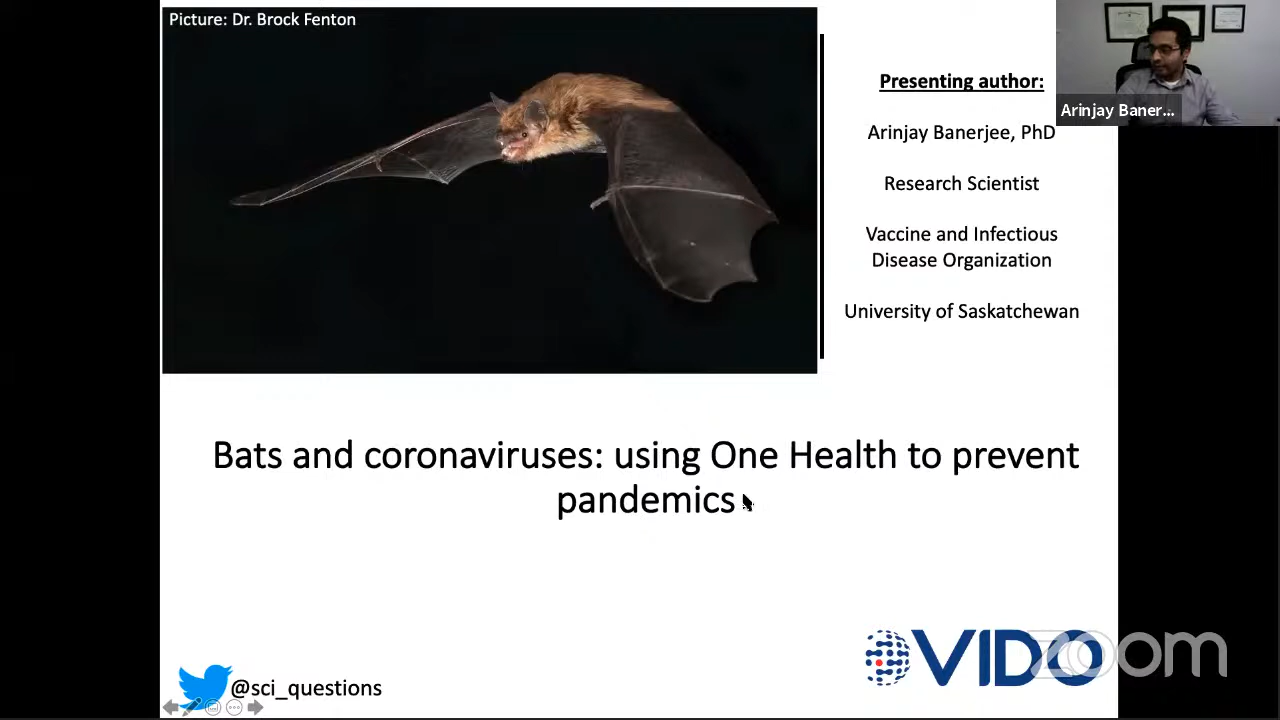 Picture: Dr. Brock Fenton
Presenting author:
Arinjay Banerjee, PhD
Research Scientist
Vaccine and Infectious
Disease Organization
University of Saskatchewan
Arinjay Baner...
Bats and coronaviruses: using One Health to prevent
pandemics
@sci_questions
VIDO
zoom